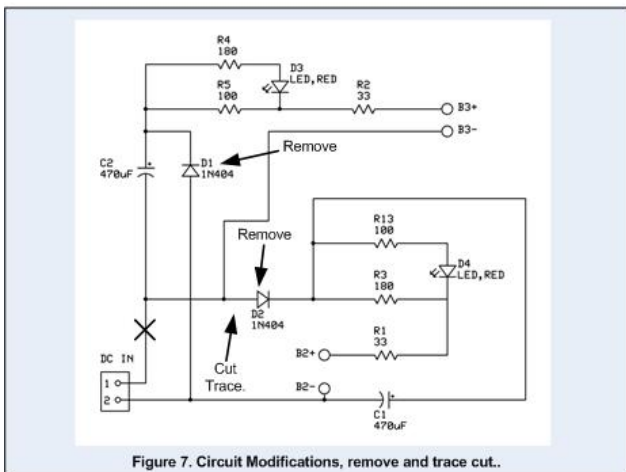 R4
180
D3
LED,RED
R5
100
R2
33
B3+
B3-
Remove
C2
470uF
+
D1
1N404
R13
100
Remove
D4
LED,RED
R3
180
D2
1N404
R1
33
Cut
Trace.
B2+
DC IN
1
2
B2-
+
C1
470uF
Figure 7. Circuit Modifications, remove and trace cut..